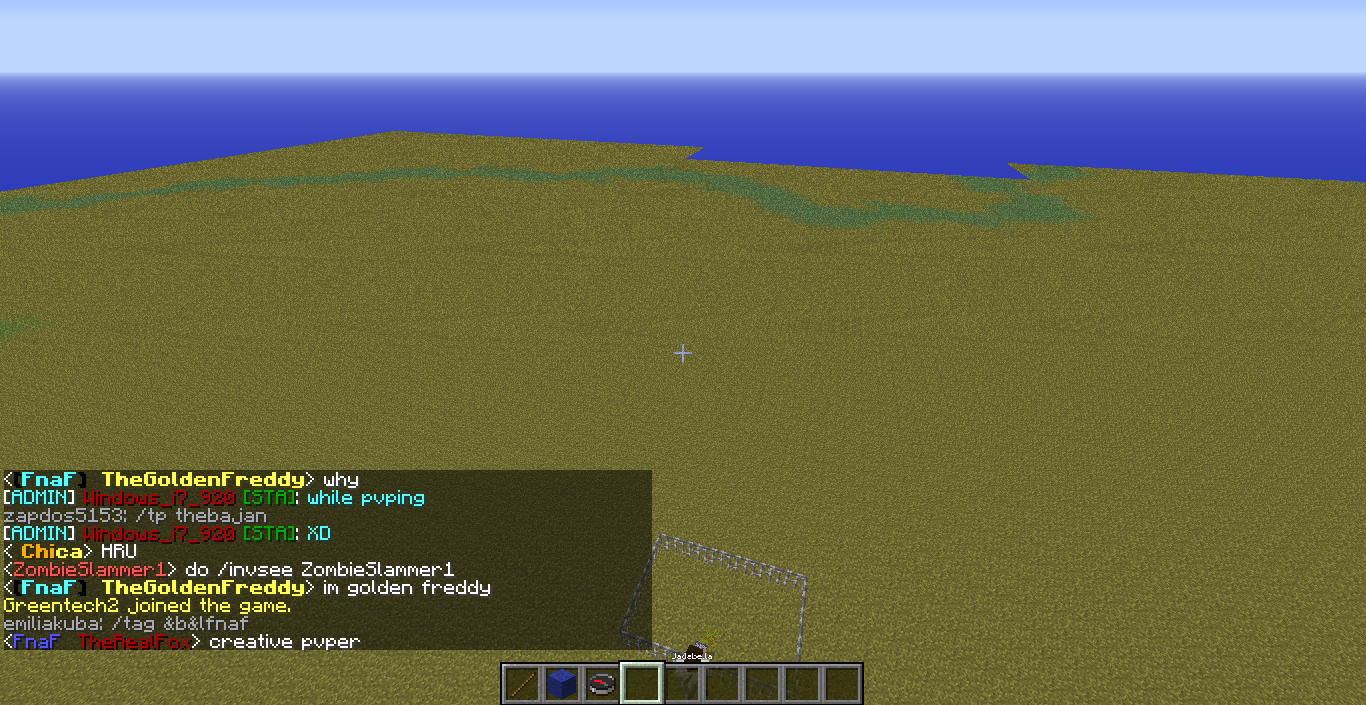 <[FnaF] TheGoldenFreddy> why
[ADMIN] Windows_i7_920 [STA]: while pvping
zapdos5153: /tp thebajan
[ADMIN] Windows_i7_920 [STA]: XD
< Chica> HRU
<ZombieSlammer1> do /invsee ZombieSlammer1
<[FnaF] TheGoldenFreddy> im golden freddy
Greentech2 joined the game.
emiliakuba: /tag &b&lfnaf
<FnaF TheRealFox> creative pvper
Jadebella